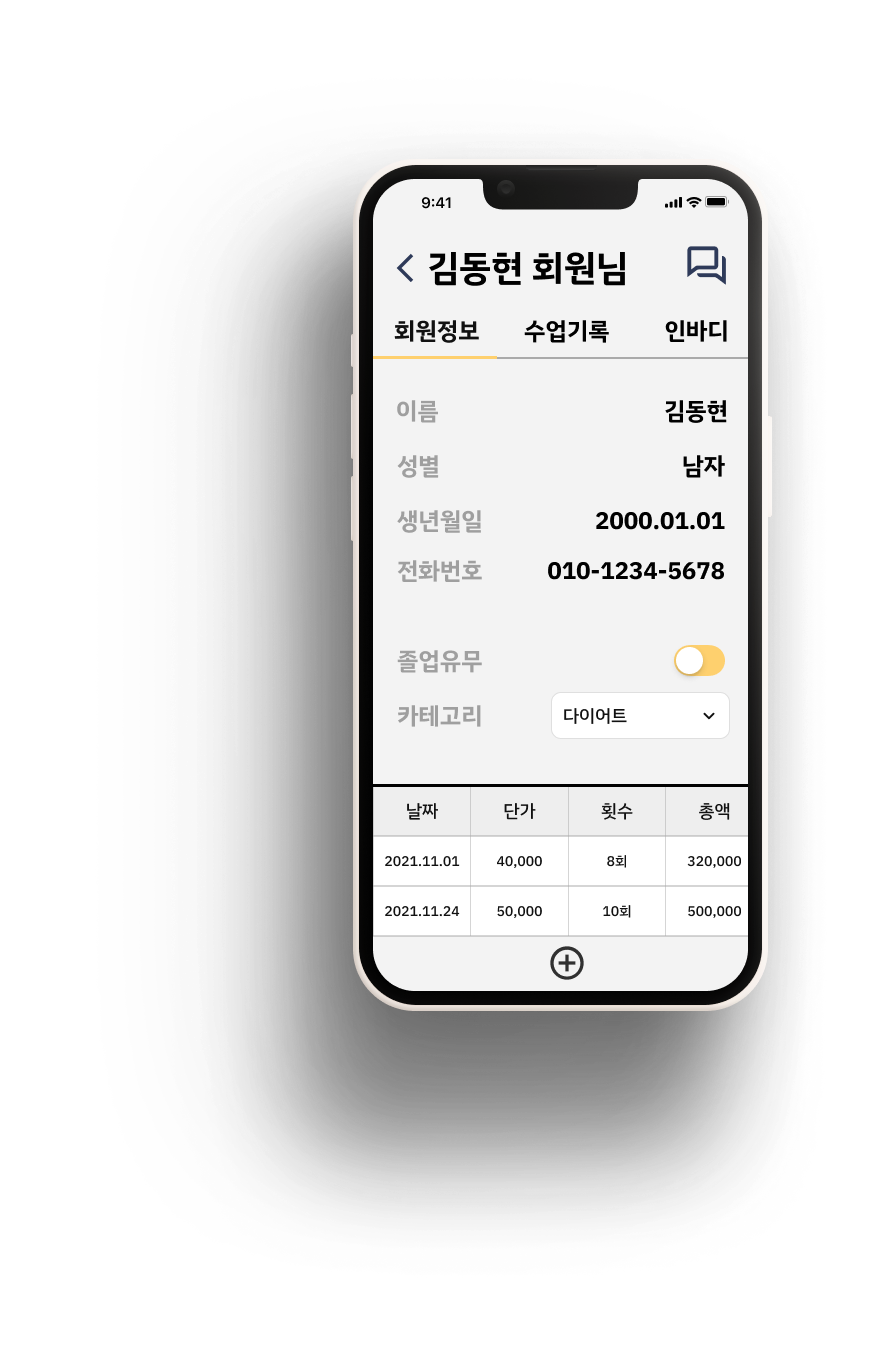 9:41
김동현 회원님
회원정보 수업기록 인바디
이름 김동현
성별 남자
생년월일 2000.01.01
전화번호 010-1234-5678
졸업유무
카테고리 다이어트
날짜 단가 횟수 총액
2021.11.01 40,000 8회 320,000
2021.11.24 50,000 10회 500,000